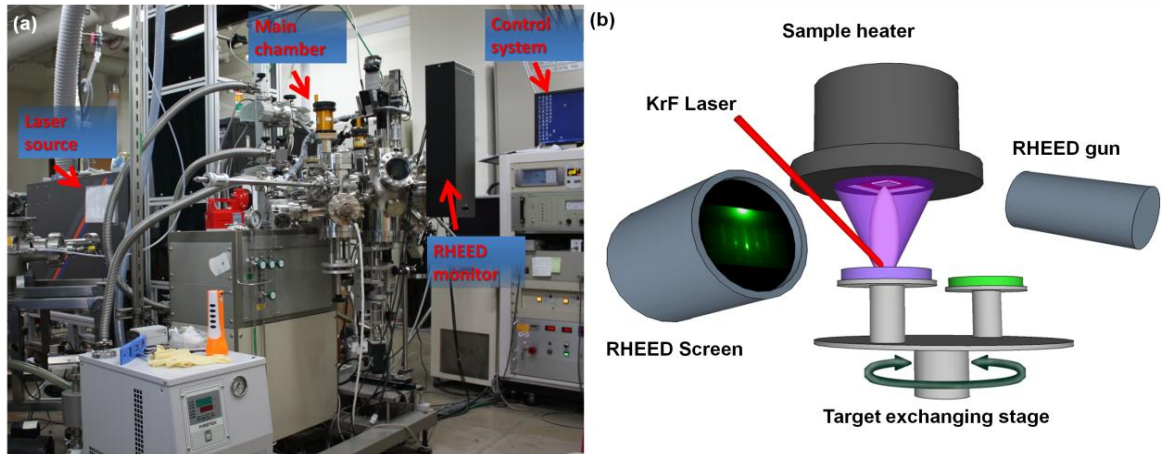 (a)
Main
chamber
Control
system
Laser
source
RHEED
monitor
(b)
Sample heater
KrF Laser
RHEED gun
RHEED Screen
Target exchanging stage